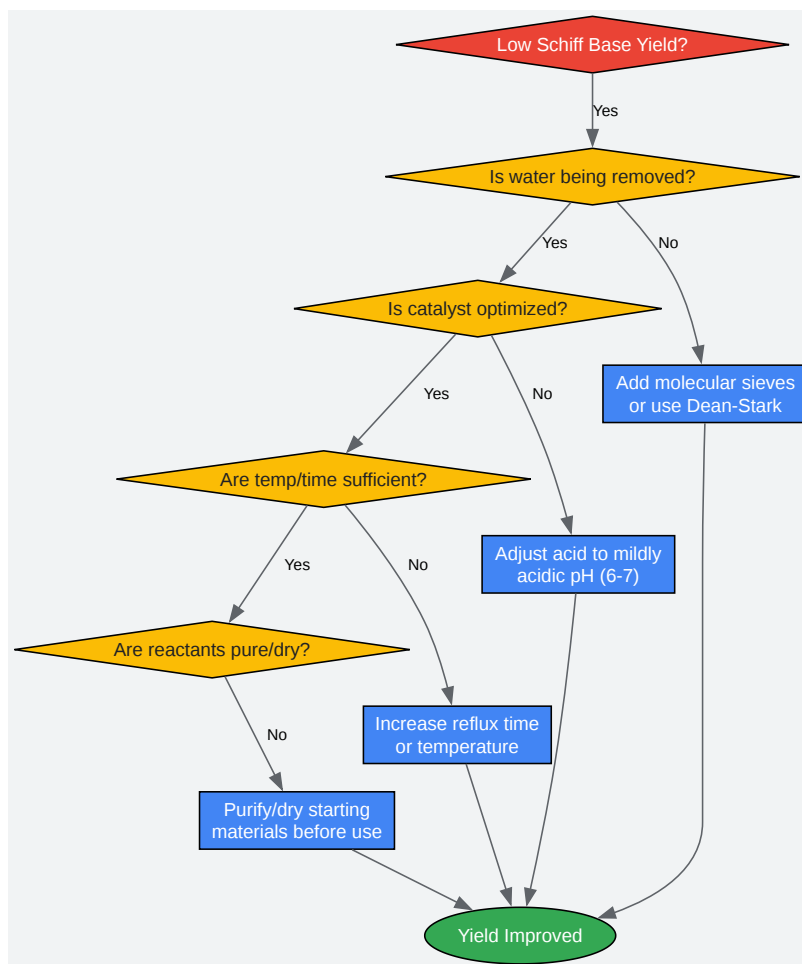 Low Schiff Base Yield?
Yes
Is water being removed?
Yes
No
Is catalyst optimized?
Add molecular sieves
or use Dean-Stark
Yes
No
Are temp/time sufficient?
Adjust acid to mildly
acidic pH (6-7)
Yes
No
Are reactants pure/dry?
Increase reflux time
or temperature
No
Purify/dry starting
materials before use
Yield Improved